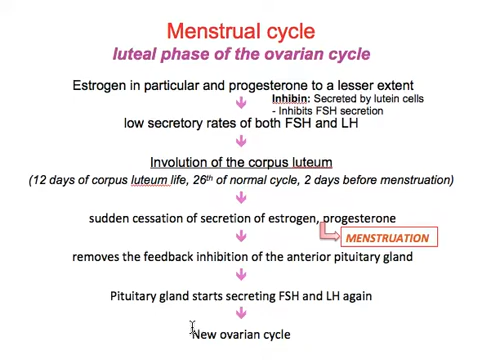 Menstrual cycle
luteal phase of the ovarian cycle
Estrogen in particular and progesterone to a lesser extent
Inhibin: Secreted by lutein cells
- Inhibits FSH secretion
low secretory rates of both FSH and LH
Involution of the corpus luteum
(12 days of corpus luteum life, 26th of normal cycle, 2 days before menstruation)
sudden cessation of secretion of estrogen, progesterone
MENSTRUATION
removes the feedback inhibition of the anterior pituitary gland
Pituitary gland starts secreting FSH and LH again
New ovarian cycle